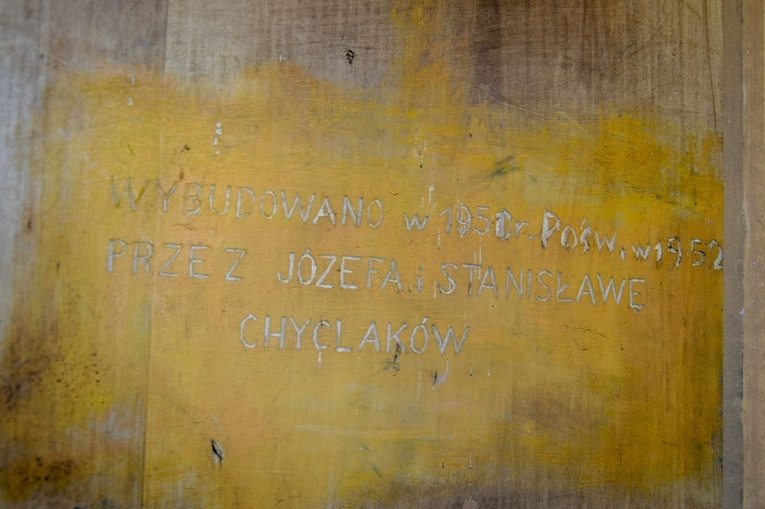 WYBUDOWANO w 1950r. Pośw. w 1952
PRZEZ JÓZEFA i STANISŁAWĘ
CHYCLAKÓW